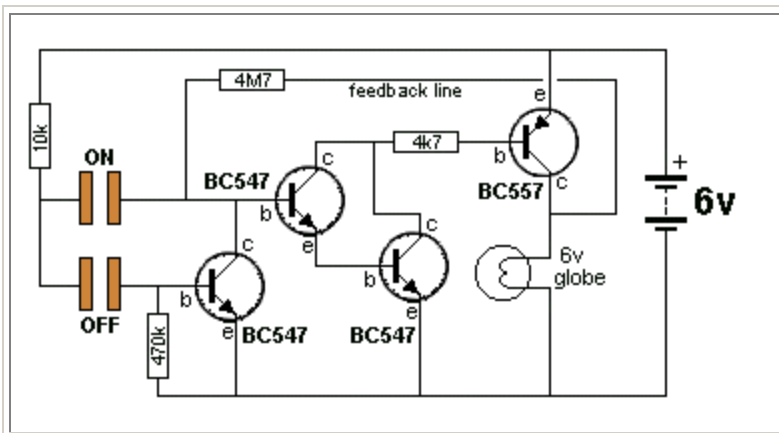 4M7
feedback line
e
10k
ON
BC547
c
4k7
b
BC557
c
+
6v
b
e
c
c
6v
globe
b
e
b
e
OFF
470k
BC547
BC547